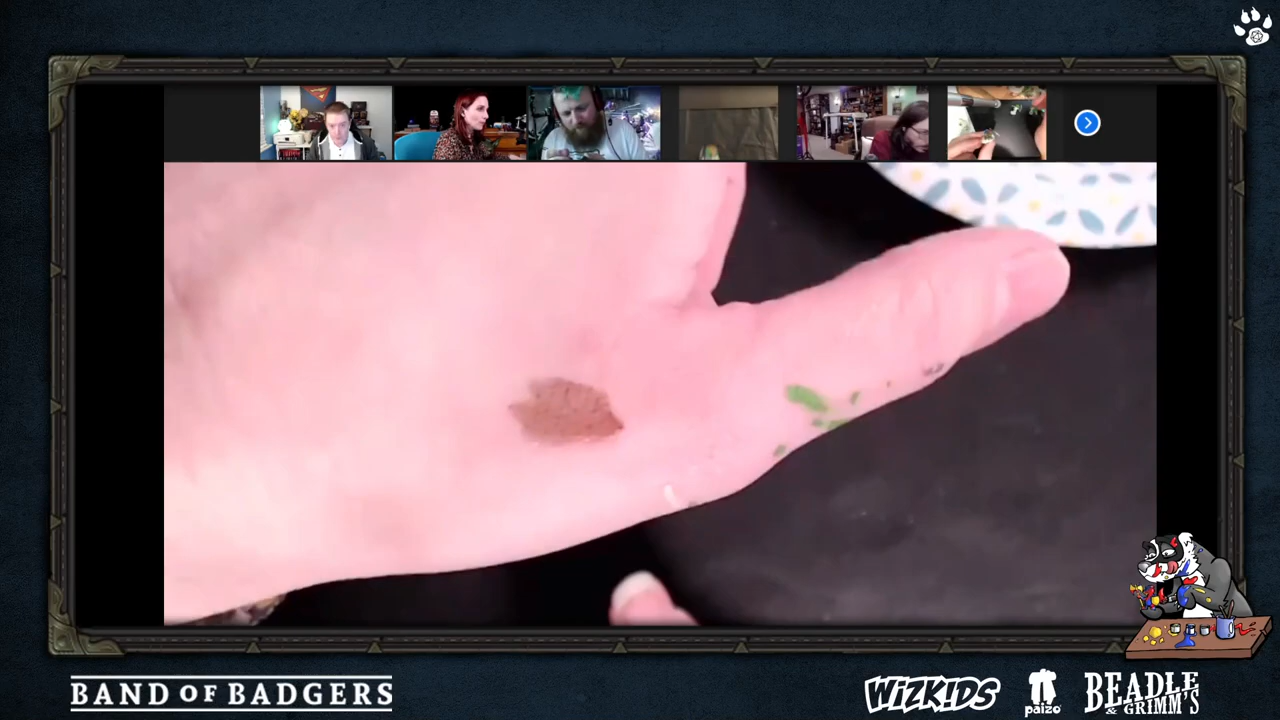 BAND OF BADGERS
WIZKIDS
paizo
BEADLE
& GRIMM'S